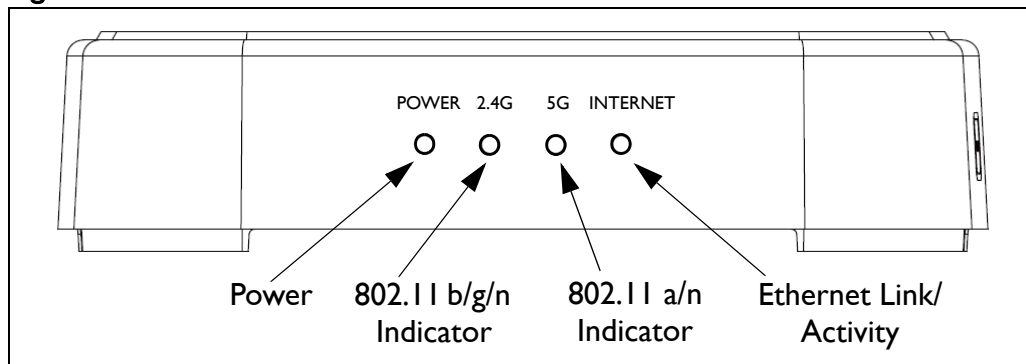 POWER 2.4G 5G INTERNET
Power 802.11 b/g/n 802.11 a/n Ethernet Link/
Indicator Indicator Activity